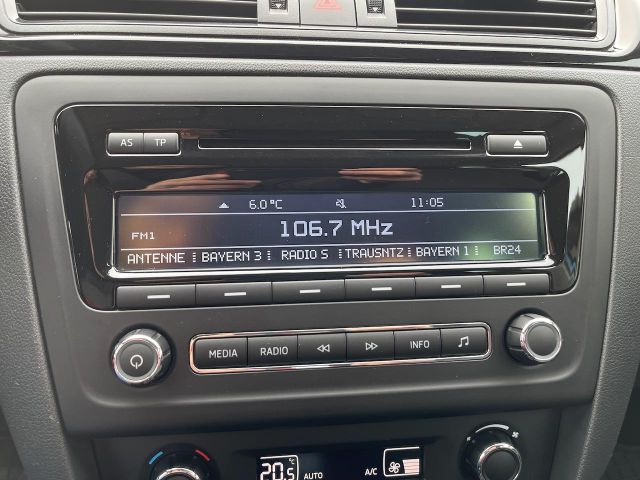 AS TP
6.0°C 11:05
106.7 MHz
FM1
ANTENNE BAYERN 3 RADIO S TRAUSNTZ BAYERN 1 BR24
MEDIA RADIO INFO
20.5 °C AUTO A/C